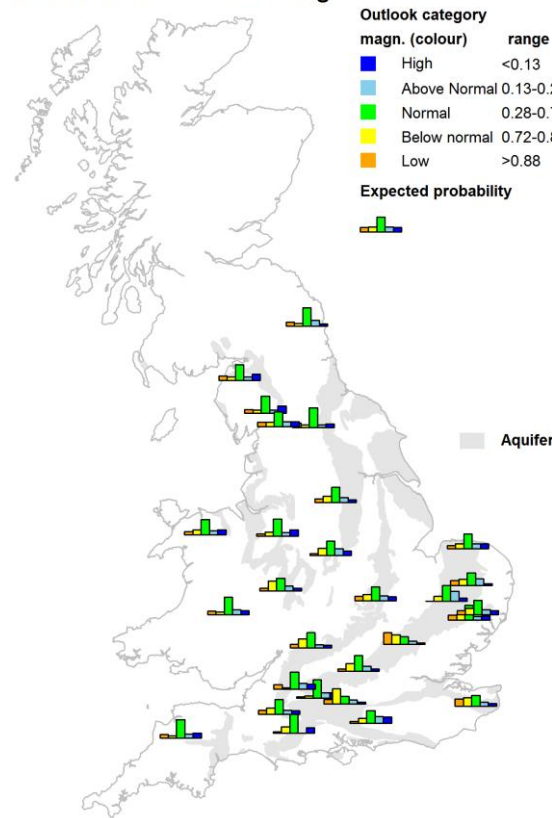 Outlook category
magn. (colour) range
High <0.13
Above Normal 0.13-0.2
Normal 0.28-0.7
Below normal 0.72-0.8
Low >0.88
Expected probability
Aquifer